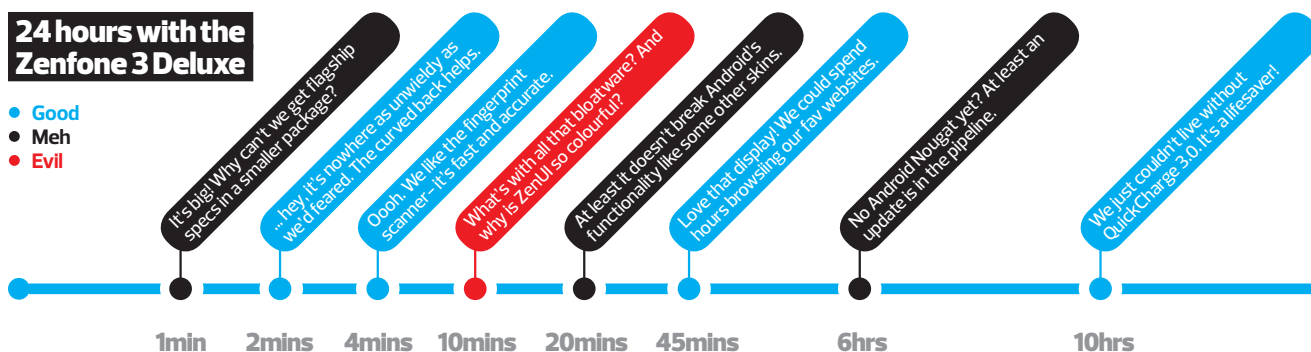 24 hours with the
Zenfone 3 Deluxe
Good
Meh
Evil
It's big! Why can't we get flagship
specs in a smaller package?
... hey, it's nowhere as unwieldy as
we'd feared. The curved back helps.
Oooh. We like the fingerprint
scanner – it's fast and accurate.
What's with all that bloatware? And
why is ZenUI so colourful?
At least it doesn't break Android's
functionality like some other skins.
Love that display! We could spend
hours browsing our fav websites.
No Android Nougat yet? At least an
update is in the pipeline.
We just couldn't live without
QuickCharge 3.0. It's a lifesaver!
1min
2mins
4mins
10mins
20mins
45mins
6hrs
10hrs